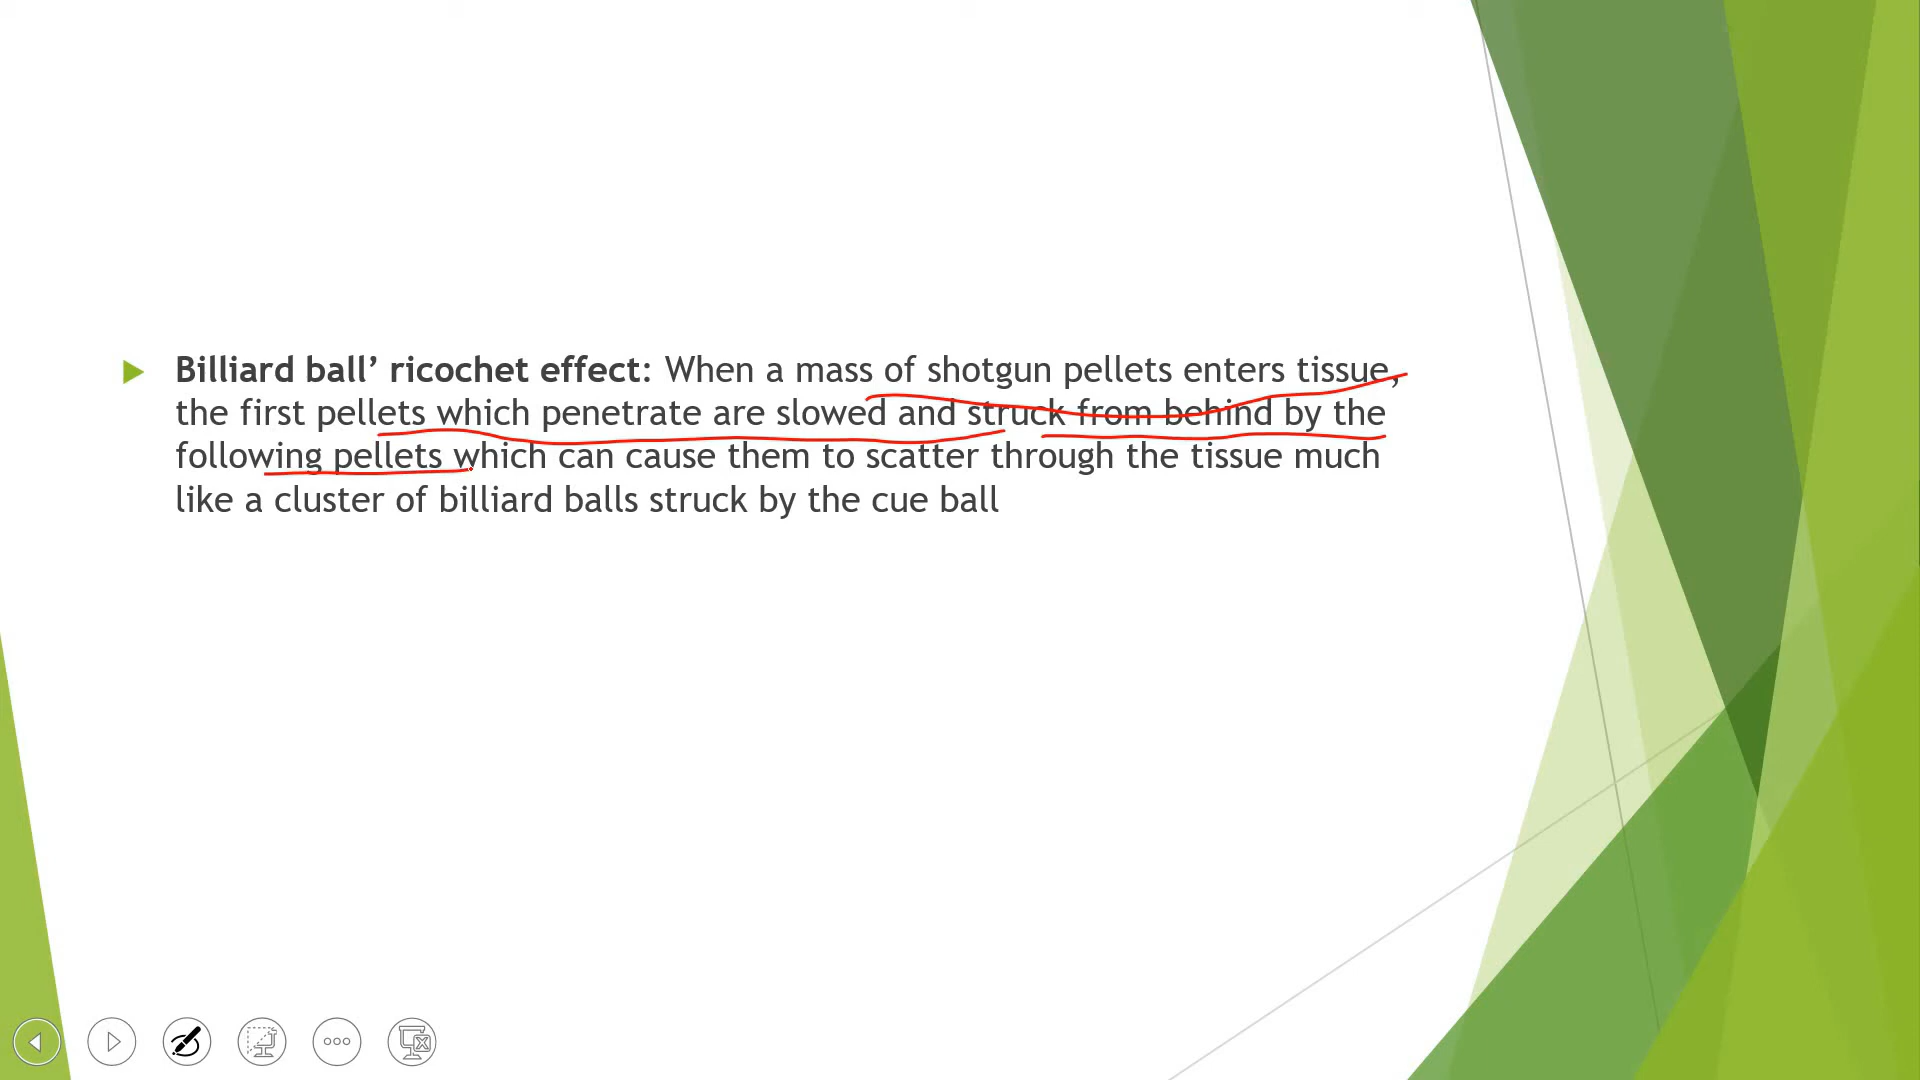 Billiard ball’ ricochet effect: When a mass of shotgun pellets enters tissue,
the first pellets which penetrate are slowed and struck from behind by the
following pellets which can cause them to scatter through the tissue much
like a cluster of billiard balls struck by the cue ball